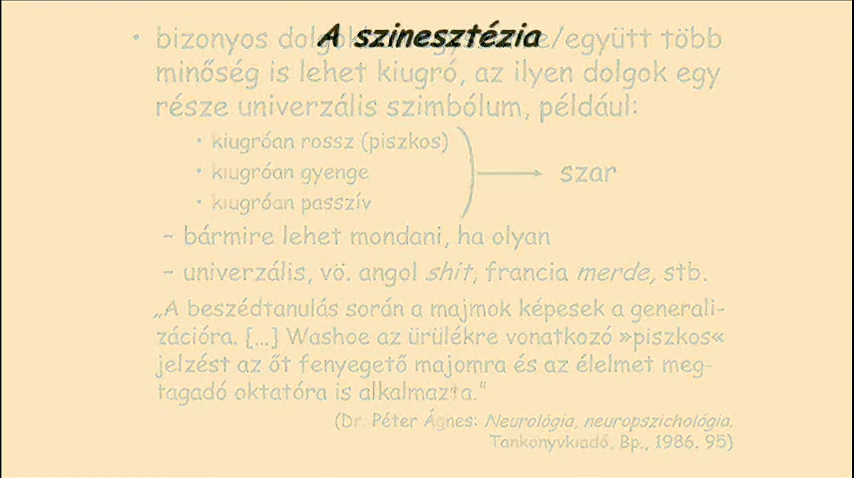 A szinesztézia
• bizonyos dolgok /együtt több
minőség is lehet kiugró, az ilyen dolgok egy
része univerzális szimbólum, például:
• kiugróan rossz (piszkos)
• kiugróan gyenge
• kiugróan passzív
szar
– bármire lehet mondani, ha olyan
– univerzális, vö. angol shit, francia merde, stb.
„A beszédtanulás során a majmok képesek a generali-
zációra. […] Washoe az ürülékre vonatkozó »piszkos«
jelzést az őt fenyegető majomra és az élelmet meg-
tagadó oktatóra is alkalmazta."
(Dr. Péter Ágnes: Neurológia, neuropszichológia,
Tankönyvkiadó, Bp., 1986. 95)